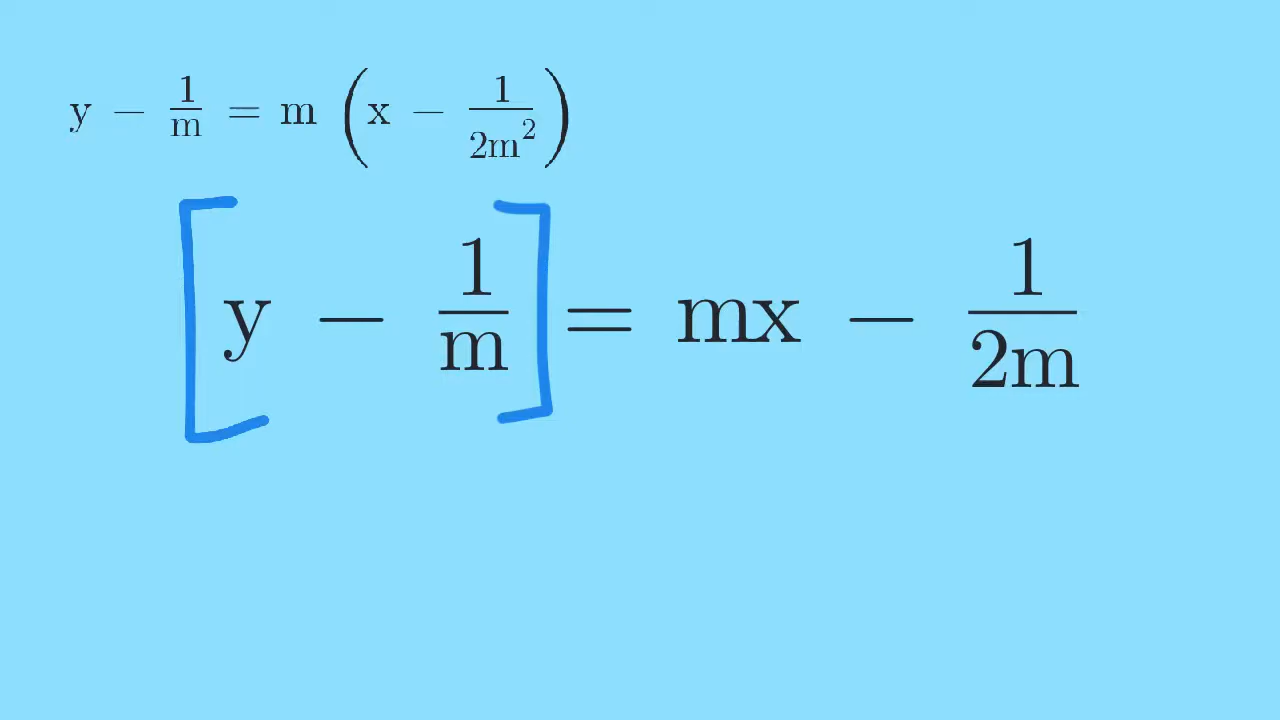 y − 1/m = m (x − 1/2m²)
[y − 1/m] = mx − 1/2m